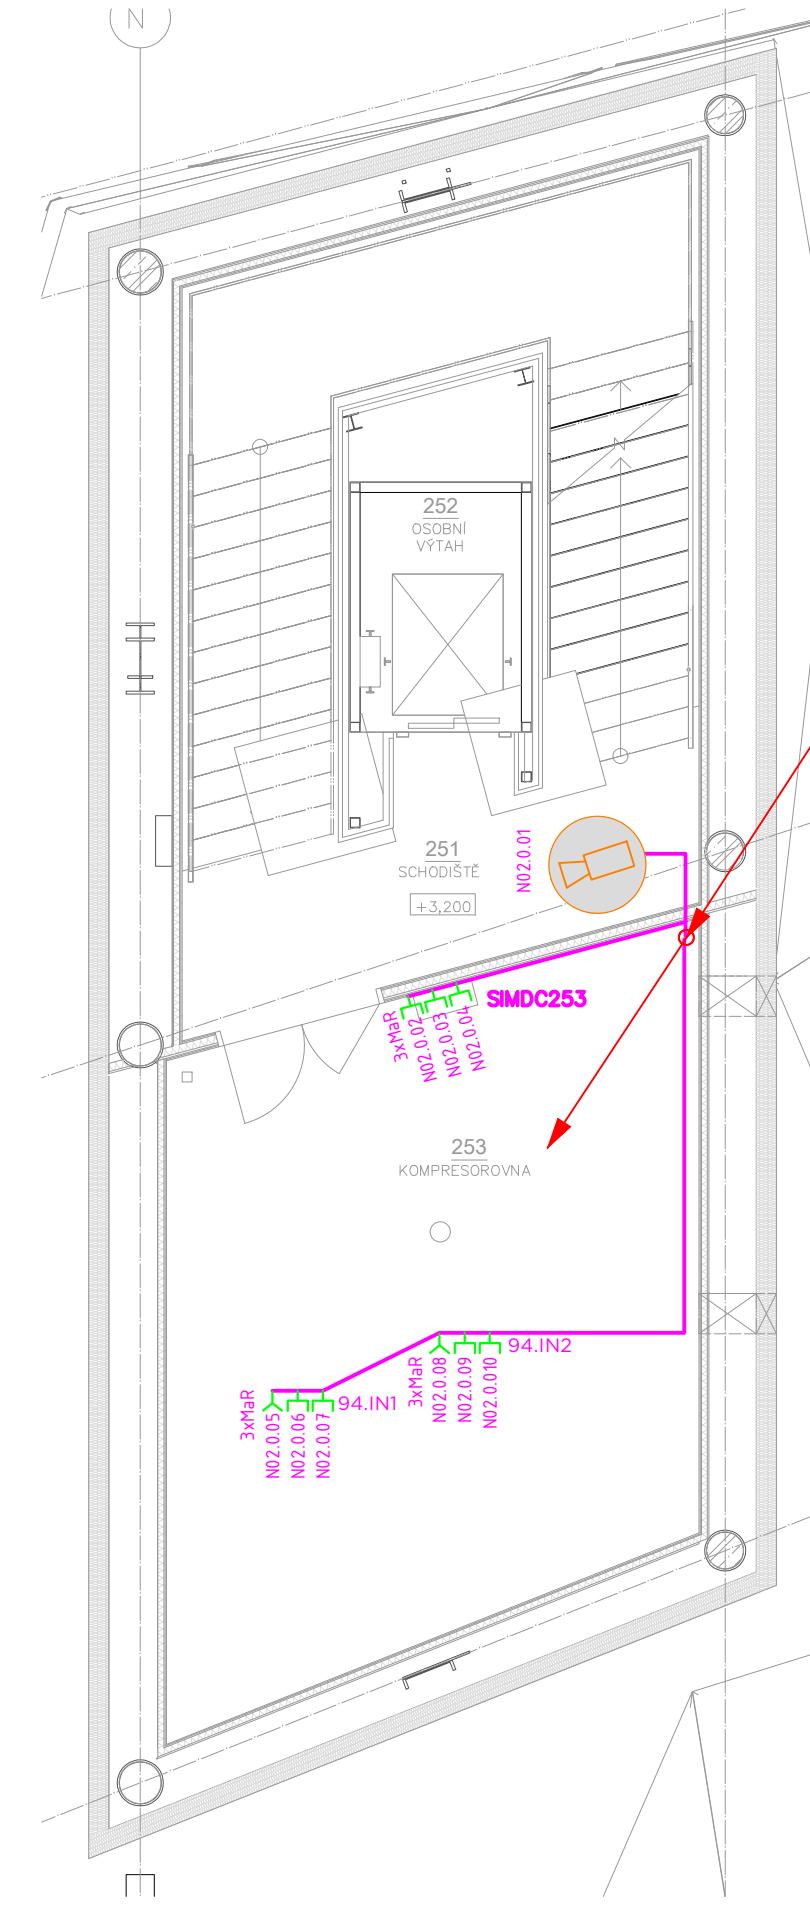 N
252
OSOBNÍ
VÝTAH
N02.0.01
251
SCHODIŠTĚ
+3,200
SIMDC253
3xMaR
N02.0.02
N02.0.03
N02.0.04
253
KOMPRESOROVNA
94.IN2
3xMaR
N02.0.08
N02.0.09
N02.0.010
94.IN1
3xMaR
N02.0.05
N02.0.06
N02.0.07